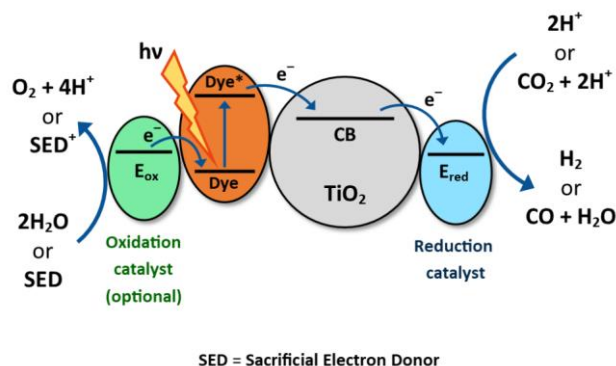 hν
O₂ + 4H⁺
or
SED⁺
2H₂O
or
SED
e⁻
E_ox
Oxidation
catalyst
(optional)
Dye*
Dye
e⁻
CB
TiO₂
e⁻
E_red
Reduction
catalyst
2H⁺
or
CO₂ + 2H⁺
H₂
or
CO + H₂O
SED = Sacrificial Electron Donor